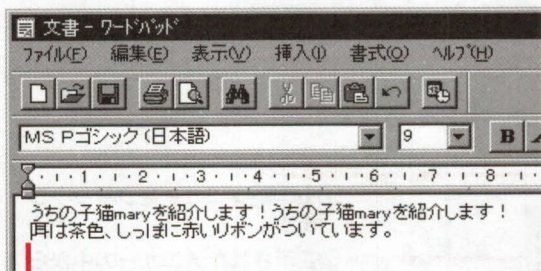 文書 - ワードパッド
ファイル(F) 編集(E) 表示(V) 挿入(I) 書式(O) ヘルプ(H)
MS Pゴシック (日本語) 9 B
1 2 3 4 5 6 7 8
うちの子猫maryを紹介します！うちの子猫maryを紹介します！
耳は茶色、しっぽに赤いリボンがついています。